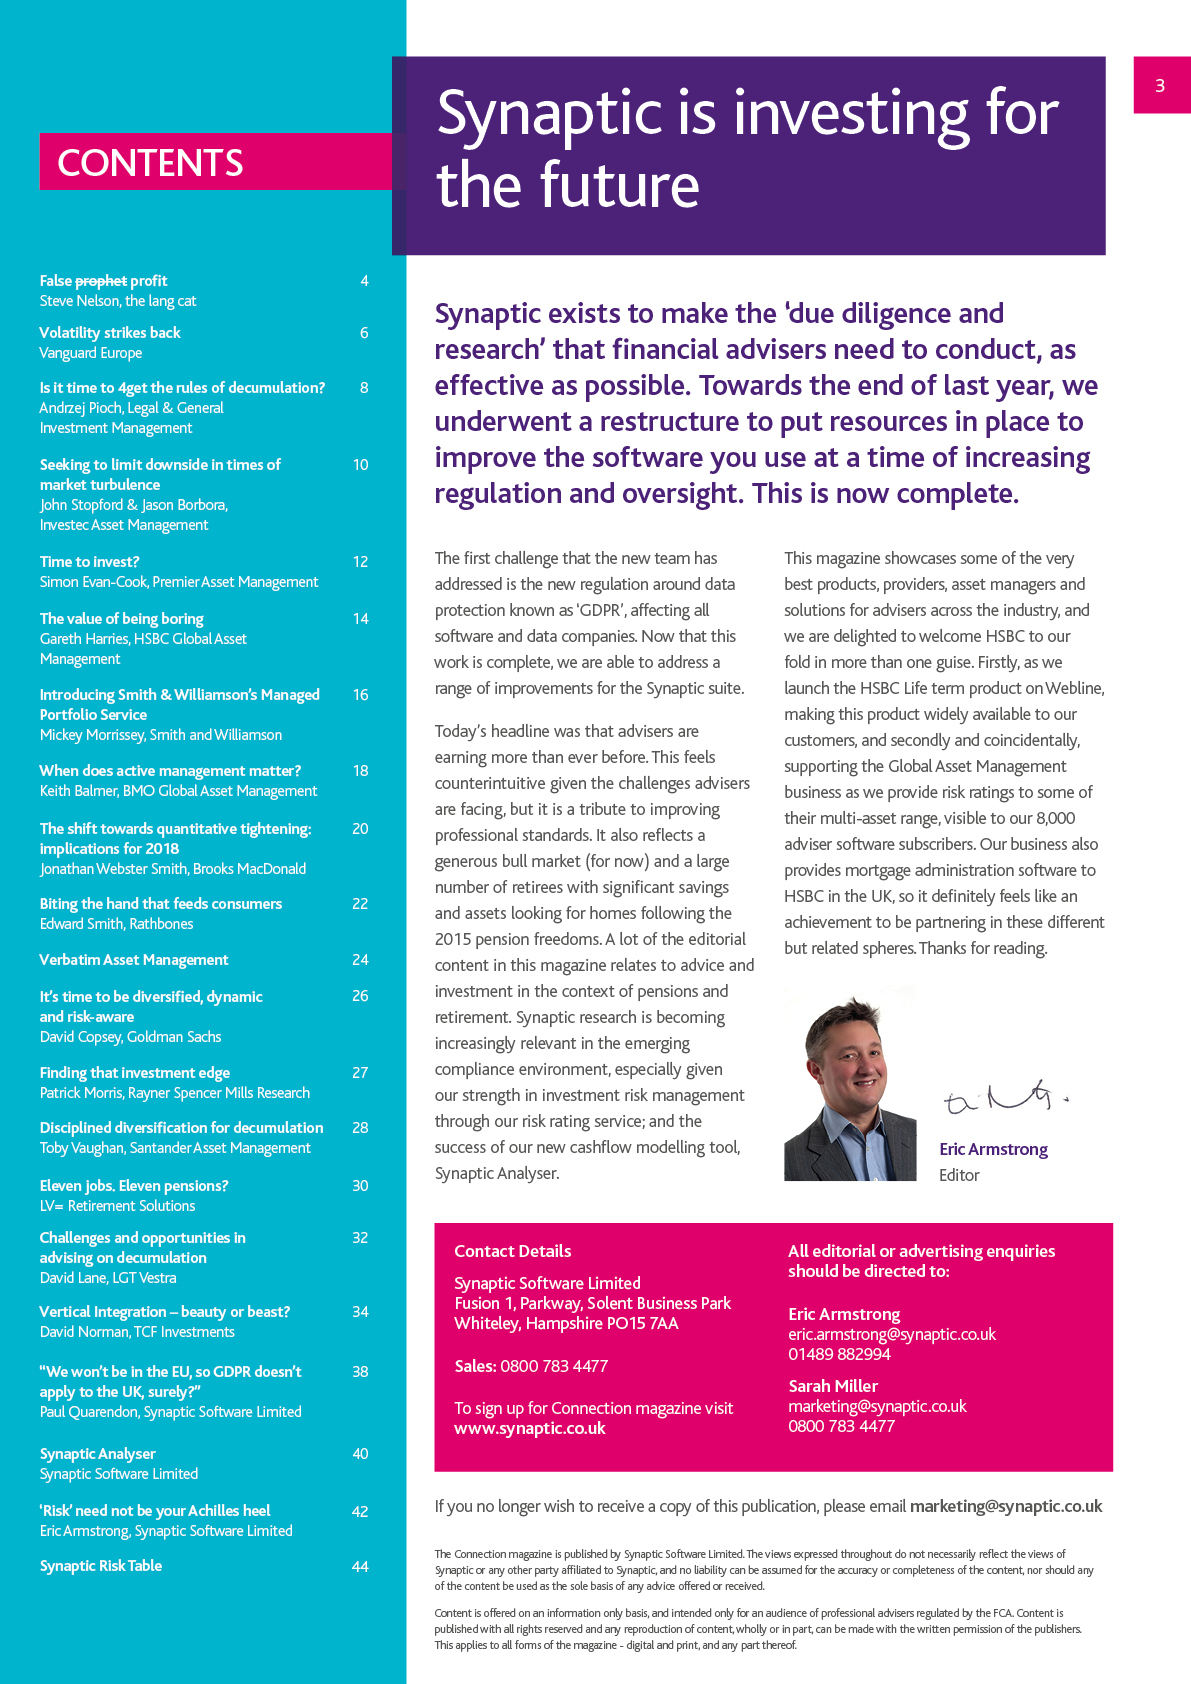 3
Synaptic is investing for
the future
CONTENTS
False prophet profit 4
Steve Nelson, the lang cat
Volatility strikes back 6
Vanguard Europe
Is it time to 4get the rules of decumulation? 8
Andrzej Pioch, Legal & General
Investment Management
Seeking to limit downside in times of 10
market turbulence
John Stopford & Jason Borbora,
Investec Asset Management
Time to invest? 12
Simon Evan-Cook, Premier Asset Management
The value of being boring 14
Gareth Harries, HSBC Global Asset
Management
Introducing Smith & Williamson's Managed 16
Portfolio Service
Mickey Morrissey, Smith and Williamson
When does active management matter? 18
Keith Balmer, BMO Global Asset Management
The shift towards quantitative tightening: 20
implications for 2018
Jonathan Webster Smith, Brooks MacDonald
Biting the hand that feeds consumers 22
Edward Smith, Rathbones
Verbatim Asset Management 24
It's time to be diversified, dynamic 26
and risk-aware
David Copsey, Goldman Sachs
Finding that investment edge 27
Patrick Morris, Rayner Spencer Mills Research
Disciplined diversification for decumulation 28
Toby Vaughan, Santander Asset Management
Eleven jobs. Eleven pensions? 30
LV= Retirement Solutions
Challenges and opportunities in 32
advising on decumulation
David Lane, LGT Vestra
Vertical Integration – beauty or beast? 34
David Norman, TCF Investments
"We won't be in the EU, so GDPR doesn't 38
apply to the UK, surely?"
Paul Quarendon, Synaptic Software Limited
Synaptic Analyser 40
Synaptic Software Limited
'Risk' need not be your Achilles heel 42
Eric Armstrong, Synaptic Software Limited
Synaptic Risk Table 44
Synaptic exists to make the 'due diligence and
research' that financial advisers need to conduct, as
effective as possible. Towards the end of last year, we
underwent a restructure to put resources in place to
improve the software you use at a time of increasing
regulation and oversight. This is now complete.
The first challenge that the new team has
addressed is the new regulation around data
protection known as 'GDPR', affecting all
software and data companies. Now that this
work is complete, we are able to address a
range of improvements for the Synaptic suite.
Today's headline was that advisers are
earning more than ever before. This feels
counterintuitive given the challenges advisers
are facing, but it is a tribute to improving
professional standards. It also reflects a
generous bull market (for now) and a large
number of retirees with significant savings
and assets looking for homes following the
2015 pension freedoms. A lot of the editorial
content in this magazine relates to advice and
investment in the context of pensions and
retirement. Synaptic research is becoming
increasingly relevant in the emerging
compliance environment, especially given
our strength in investment risk management
through our risk rating service; and the
success of our new cashflow modelling tool,
Synaptic Analyser.
This magazine showcases some of the very
best products, providers, asset managers and
solutions for advisers across the industry, and
we are delighted to welcome HSBC to our
fold in more than one guise. Firstly, as we
launch the HSBC Life term product on Webline,
making this product widely available to our
customers, and secondly and coincidentally,
supporting the Global Asset Management
business as we provide risk ratings to some of
their multi-asset range, visible to our 8,000
adviser software subscribers. Our business also
provides mortgage administration software to
HSBC in the UK, so it definitely feels like an
achievement to be partnering in these different
but related spheres. Thanks for reading.
Eric Armstrong
Editor
Contact Details
Synaptic Software Limited
Fusion 1, Parkway, Solent Business Park
Whiteley, Hampshire PO15 7AA
Sales: 0800 783 4477
To sign up for Connection magazine visit
www.synaptic.co.uk
All editorial or advertising enquiries
should be directed to:
Eric Armstrong
eric.armstrong@synaptic.co.uk
01489 882994
Sarah Miller
marketing@synaptic.co.uk
0800 783 4477
If you no longer wish to receive a copy of this publication, please email marketing@synaptic.co.uk
The Connection magazine is published by Synaptic Software Limited. The views expressed throughout do not necessarily reflect the views of
Synaptic or any other party affiliated to Synaptic, and no liability can be assumed for the accuracy or completeness of the content, nor should any
of the content be used as the sole basis of any advice offered or received.
Content is offered on an information only basis, and intended only for an audience of professional advisers regulated by the FCA. Content is
published with all rights reserved and any reproduction of content, wholly or in part, can be made with the written permission of the publishers.
This applies to all forms of the magazine - digital and print, and any part thereof.